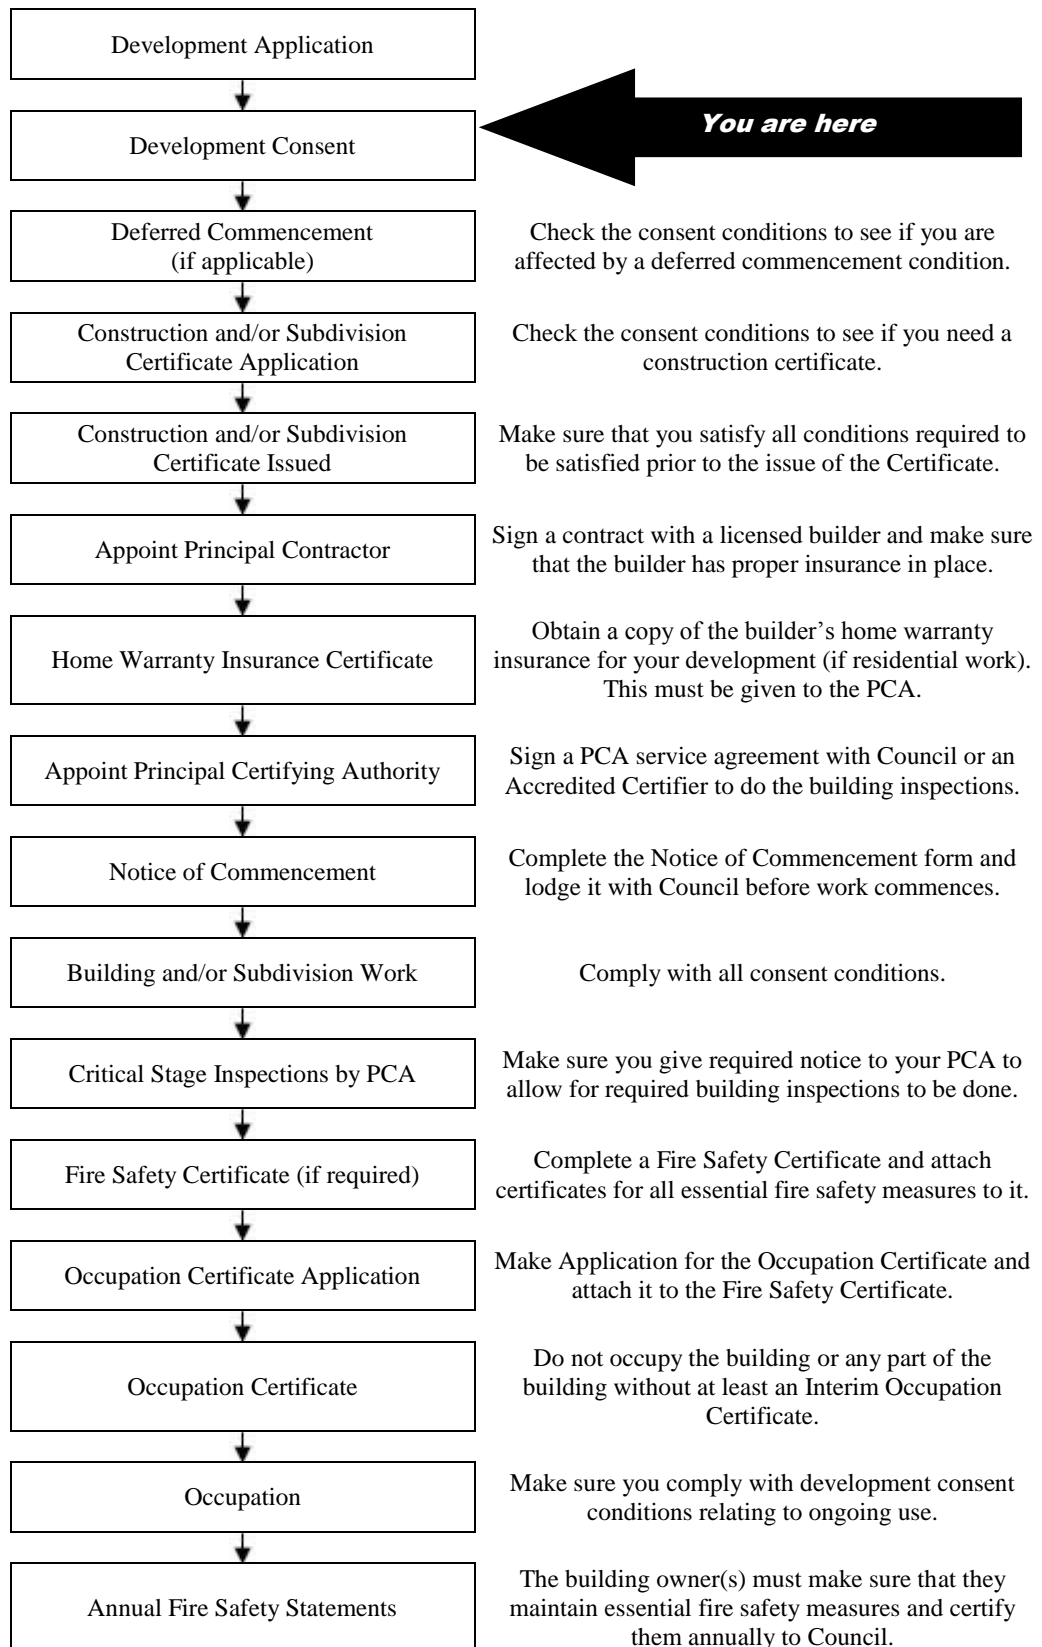 Development Application
Development Consent
You are here
Deferred Commencement
(if applicable)
Check the consent conditions to see if you are
affected by a deferred commencement condition.
Construction and/or Subdivision
Certificate Application
Check the consent conditions to see if you need a
construction certificate.
Construction and/or Subdivision
Certificate Issued
Make sure that you satisfy all conditions required to
be satisfied prior to the issue of the Certificate.
Appoint Principal Contractor
Sign a contract with a licensed builder and make sure
that the builder has proper insurance in place.
Home Warranty Insurance Certificate
Obtain a copy of the builder’s home warranty
insurance for your development (if residential work).
This must be given to the PCA.
Appoint Principal Certifying Authority
Sign a PCA service agreement with Council or an
Accredited Certifier to do the building inspections.
Notice of Commencement
Complete the Notice of Commencement form and
lodge it with Council before work commences.
Building and/or Subdivision Work
Comply with all consent conditions.
Critical Stage Inspections by PCA
Make sure you give required notice to your PCA to
allow for required building inspections to be done.
Fire Safety Certificate (if required)
Complete a Fire Safety Certificate and attach
certificates for all essential fire safety measures to it.
Occupation Certificate Application
Make Application for the Occupation Certificate and
attach it to the Fire Safety Certificate.
Occupation Certificate
Do not occupy the building or any part of the
building without at least an Interim Occupation
Certificate.
Occupation
Make sure you comply with development consent
conditions relating to ongoing use.
Annual Fire Safety Statements
The building owner(s) must make sure that they
maintain essential fire safety measures and certify
them annually to Council.